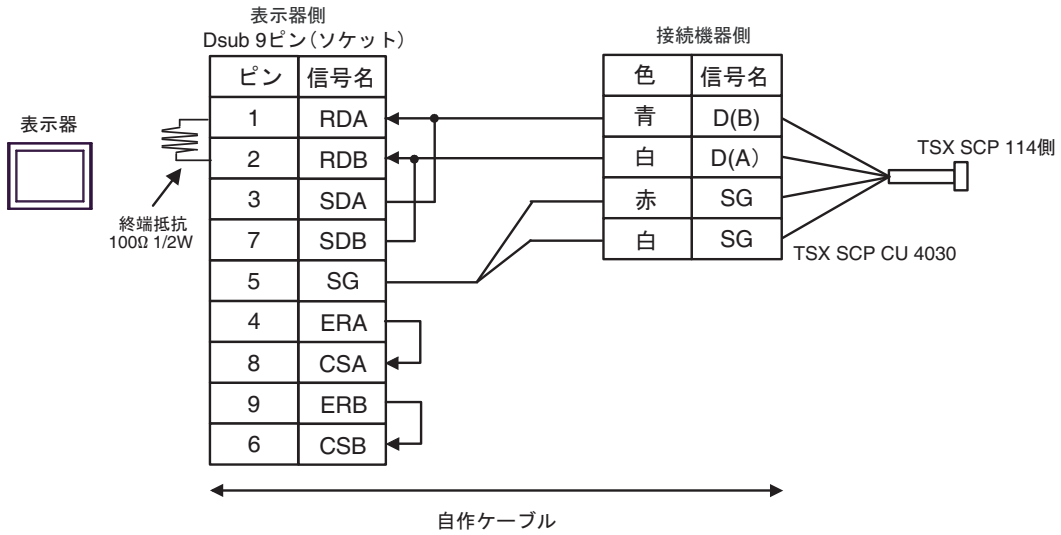 表示器側
Dsub 9ピン(ソケット)
接続機器側
ピン 信号名
1 RDA
2 RDB
3 SDA
7 SDB
5 SG
4 ERA
8 CSA
9 ERB
6 CSB
色 信号名
青 D(B)
白 D(A)
赤 SG
白 SG
表示器
終端抵抗
100Ω 1/2W
TSX SCP 114側
TSX SCP CU 4030
自作ケーブル